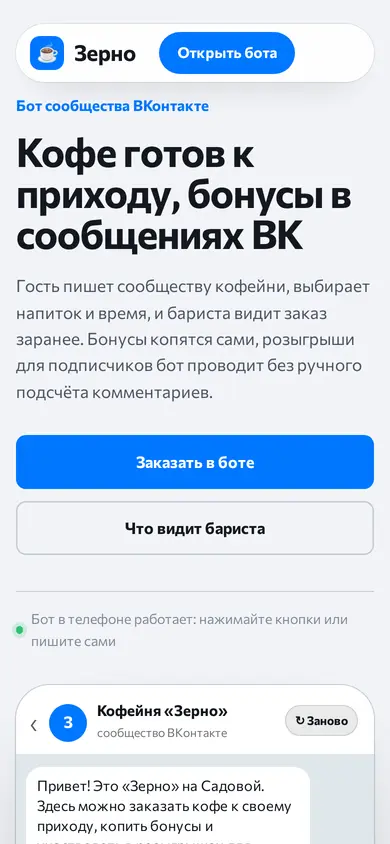 Зерно
Открыть бота
Бот сообщества ВКонтакте
Кофе готов к
приходу, бонусы в
сообщениях ВК
Гость пишет сообществу кофейни, выбирает
напиток и время, и бариста видит заказ
заранее. Бонусы копятся сами, розыгрыши
для подписчиков бот проводит без ручного
подсчёта комментариев.
Заказать в боте
Что видит бариста
Бот в телефоне работает: нажимайте кнопки или
пишите сами
‹
З
Кофейня «Зерно»
сообщество ВКонтакте
↻ Заново
Привет! Это «Зерно» на Садовой.
Здесь можно заказать кофе к своему
приходу, копить бонусы и